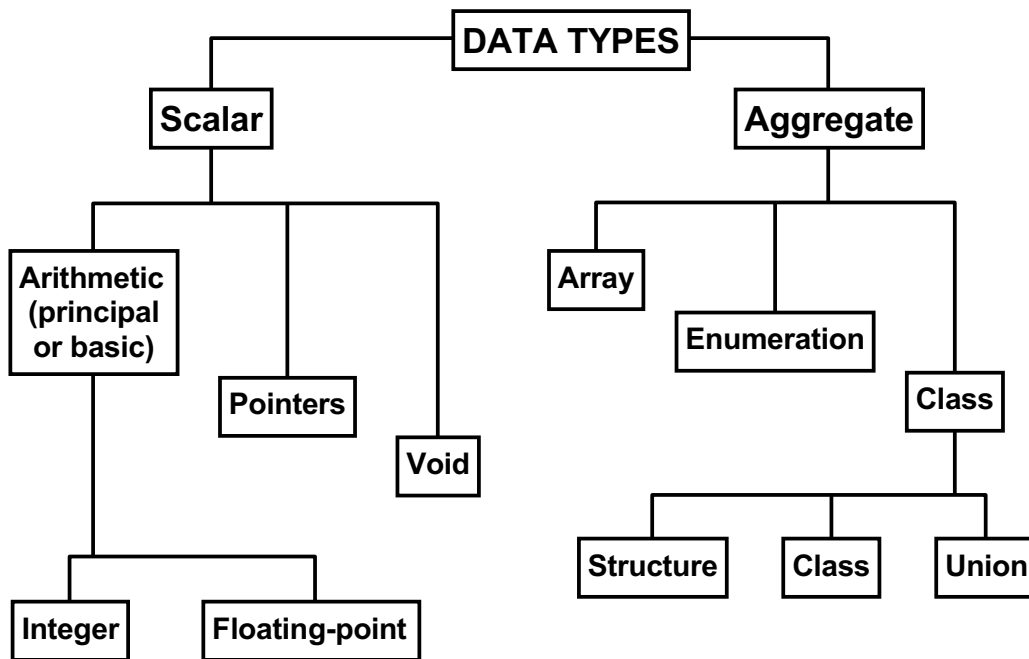 DATA TYPES
Scalar
Aggregate
Arithmetic
(principal
or basic)
Array
Enumeration
Pointers
Class
Void
Structure
Class
Union
Integer
Floating-point